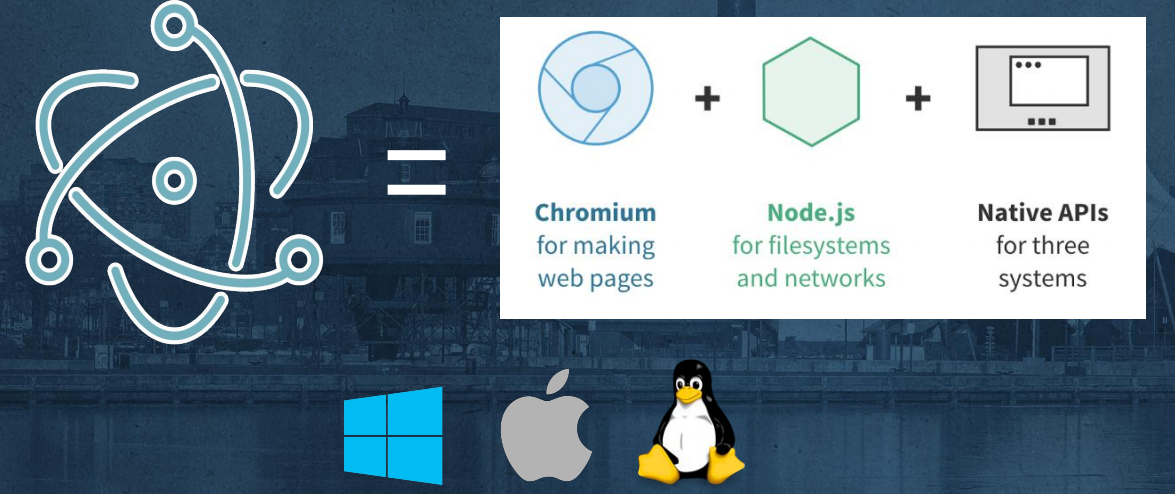 Chromium
for making
web pages
Node.js
for filesystems
and networks
Native APIs
for three
systems